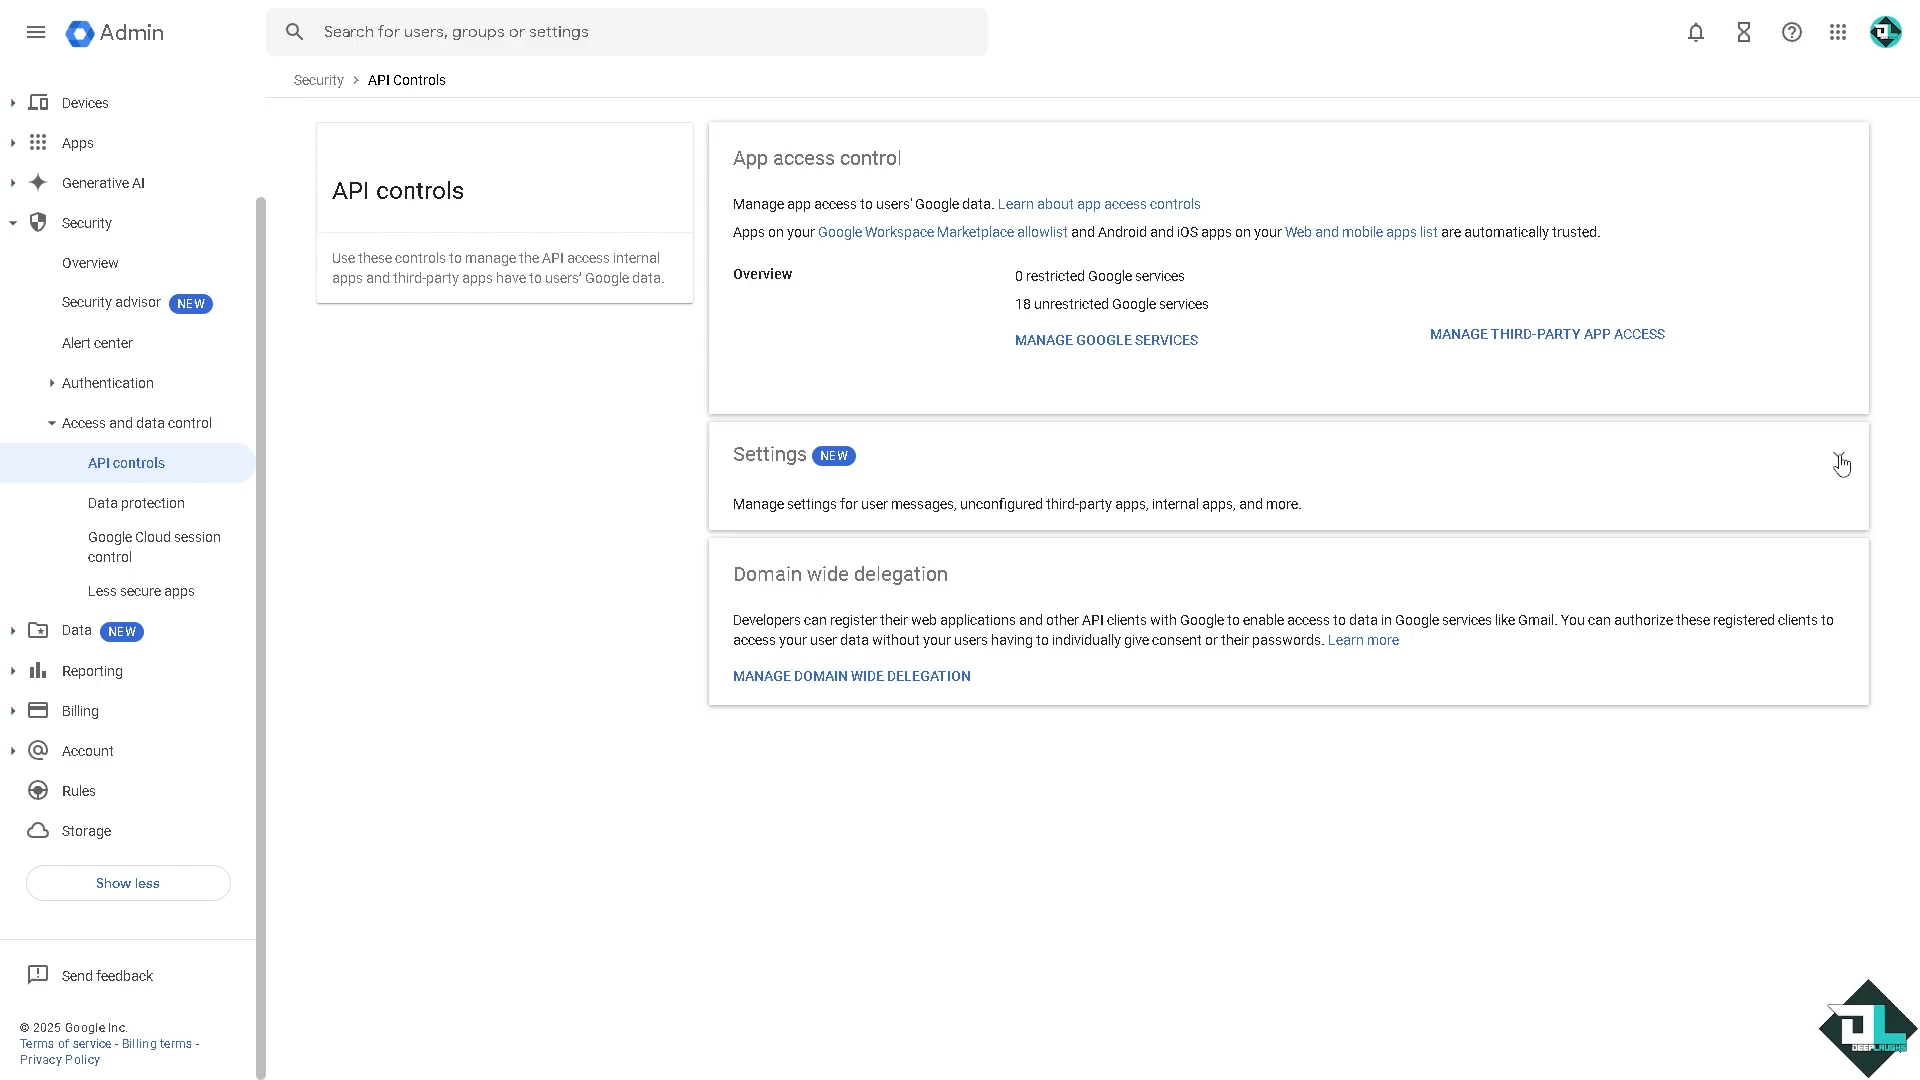 Admin
Search for users, groups or settings
Security > API Controls
Devices
Apps
Generative AI
Security
Overview
Security advisor NEW
Alert center
Authentication
Access and data control
API controls
Data protection
Google Cloud session
control
Less secure apps
Data NEW
Reporting
Billing
Account
Rules
Storage
Show less
Send feedback
© 2025 Google Inc.
Terms of service - Billing terms -
Privacy Policy
API controls
Use these controls to manage the API access internal
apps and third-party apps have to users' Google data.
App access control
Manage app access to users' Google data. Learn about app access controls
Apps on your Google Workspace Marketplace allowlist and Android and iOS apps on your Web and mobile apps list are automatically trusted.
Overview
0 restricted Google services
18 unrestricted Google services
MANAGE GOOGLE SERVICES
MANAGE THIRD-PARTY APP ACCESS
Settings NEW
Manage settings for user messages, unconfigured third-party apps, internal apps, and more.
Domain wide delegation
Developers can register their web applications and other API clients with Google to enable access to data in Google services like Gmail. You can authorize these registered clients to
access your user data without your users having to individually give consent or their passwords. Learn more
MANAGE DOMAIN WIDE DELEGATION
DL
DEEPLAUGHS